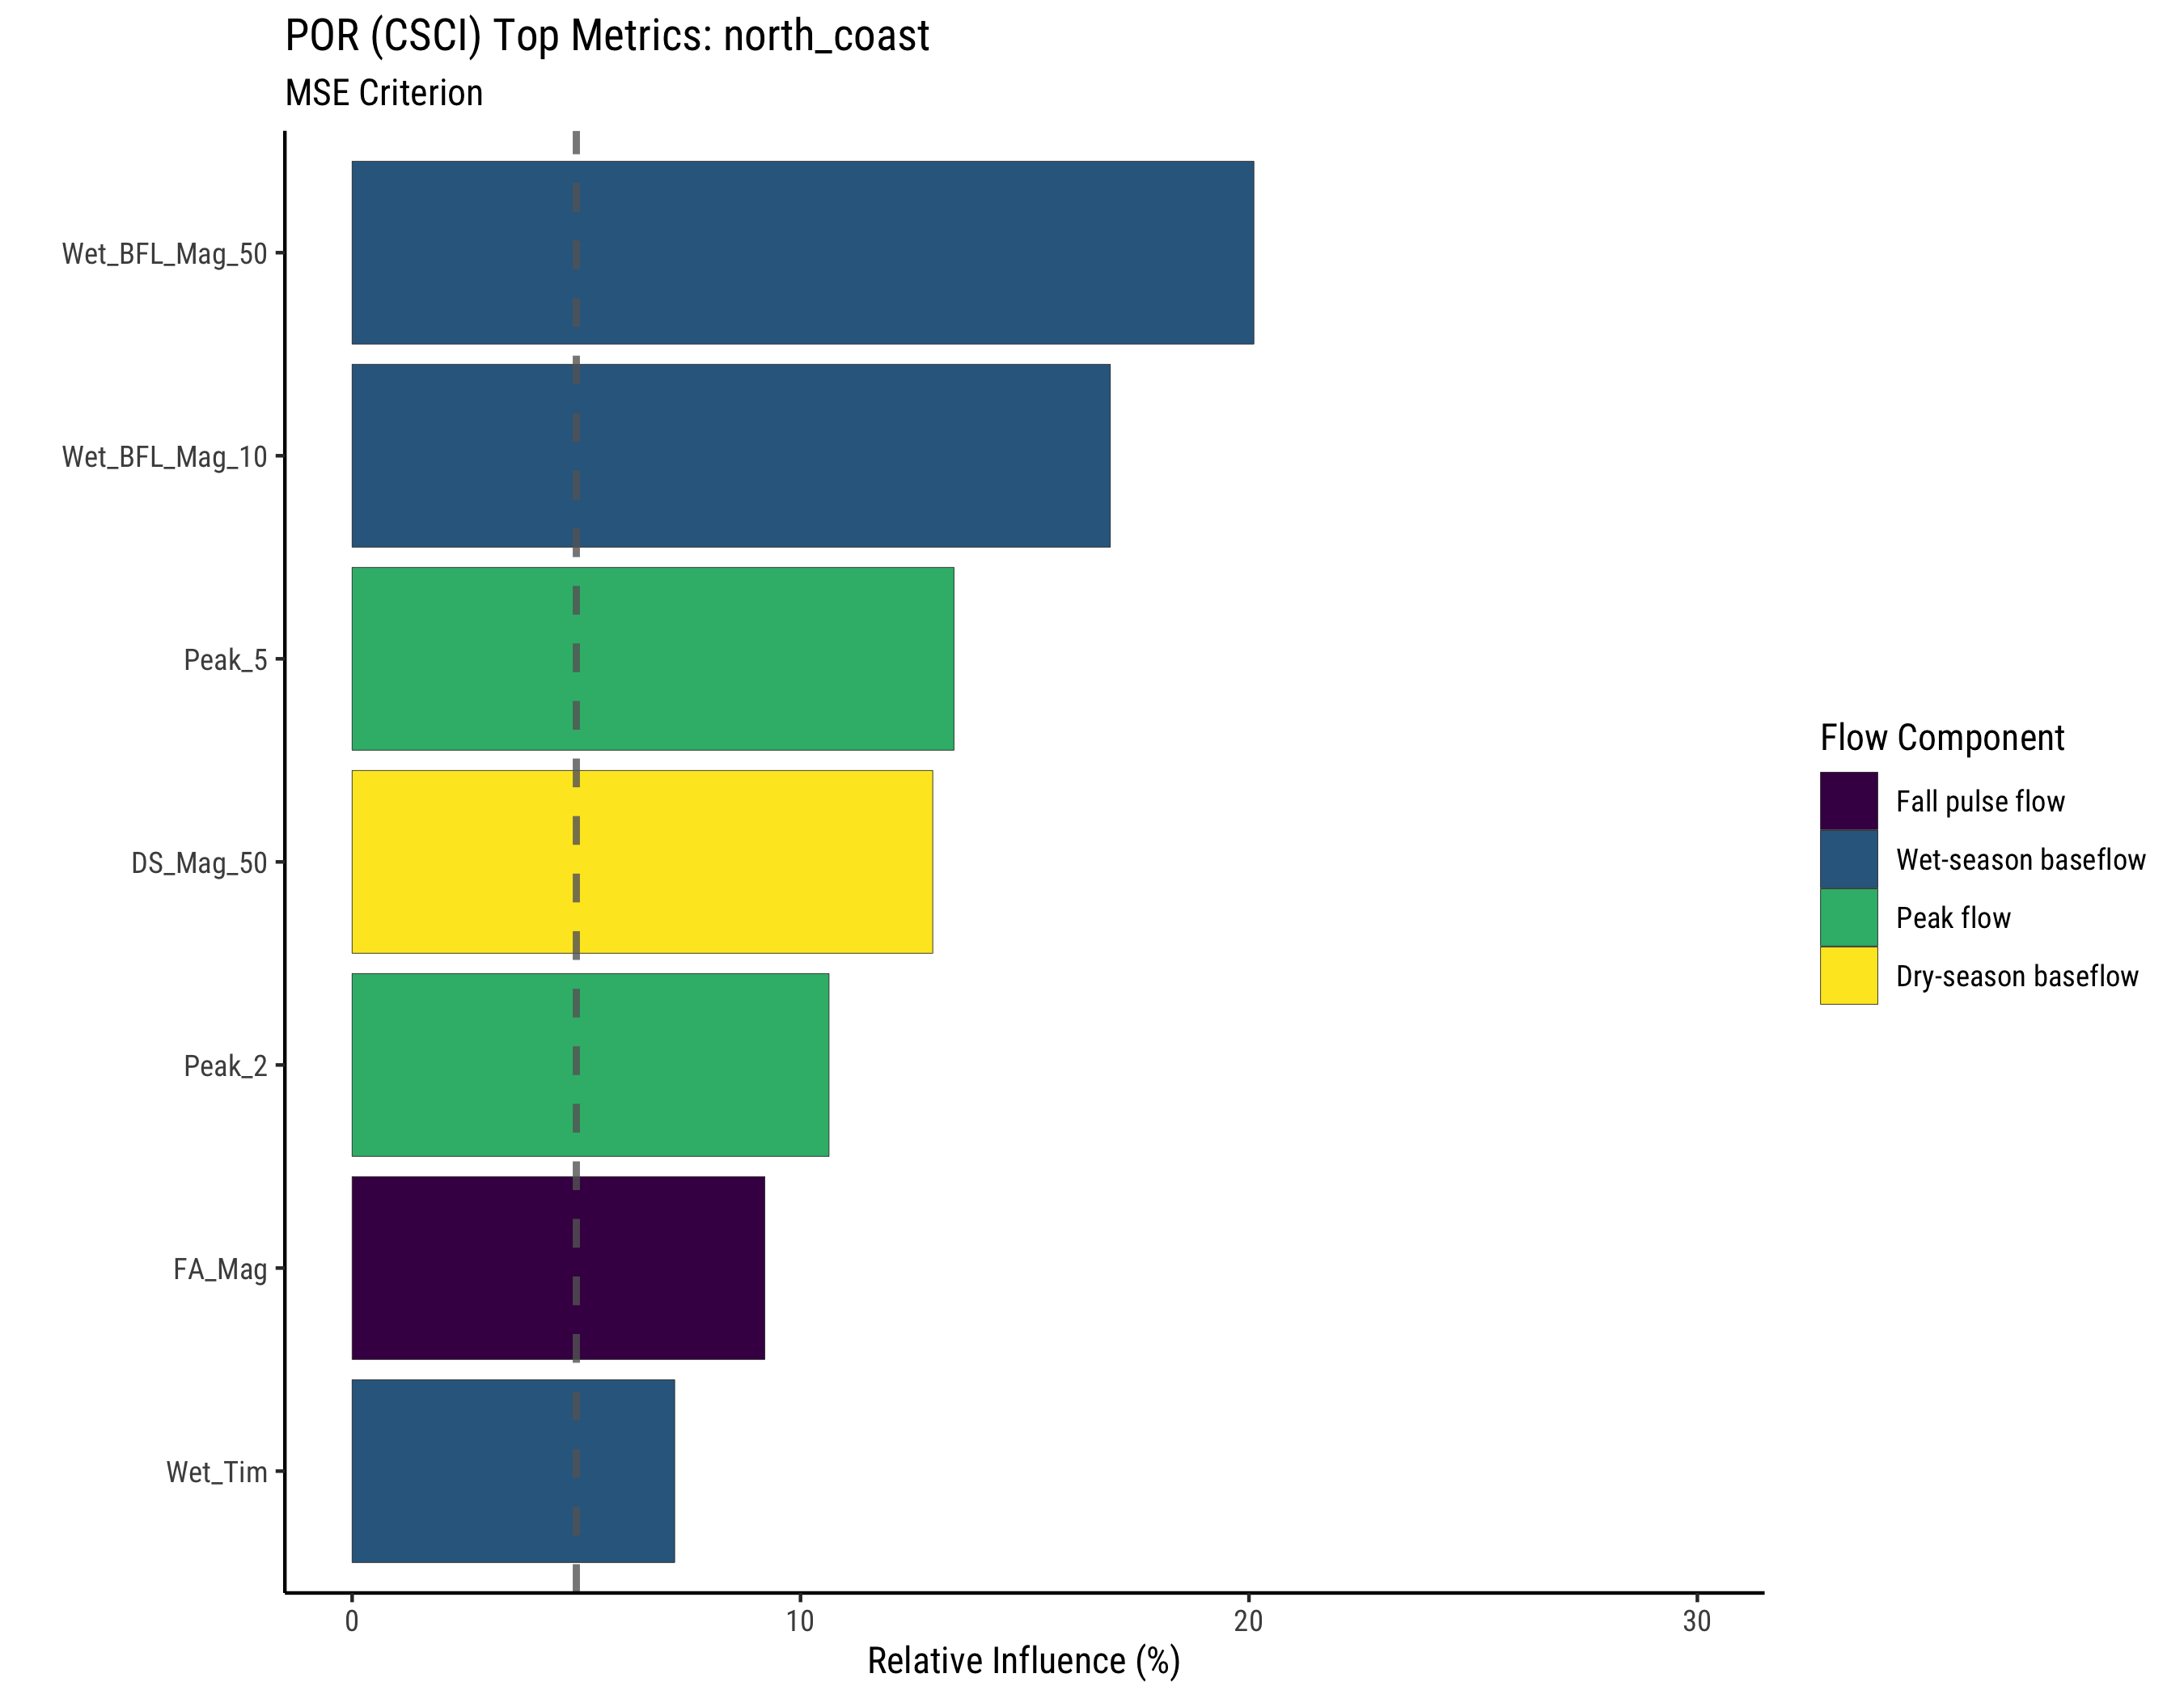 POR (CSCI) Top Metrics: north_coast
MSE Criterion
Wet_BFL_Mag_50
Wet_BFL_Mag_10
Peak_5
DS_Mag_50
Peak_2
FA_Mag
Wet_Tim
0 10 20 30
Relative Influence (%)
Flow Component
Fall pulse flow
Wet-season baseflow
Peak flow
Dry-season baseflow